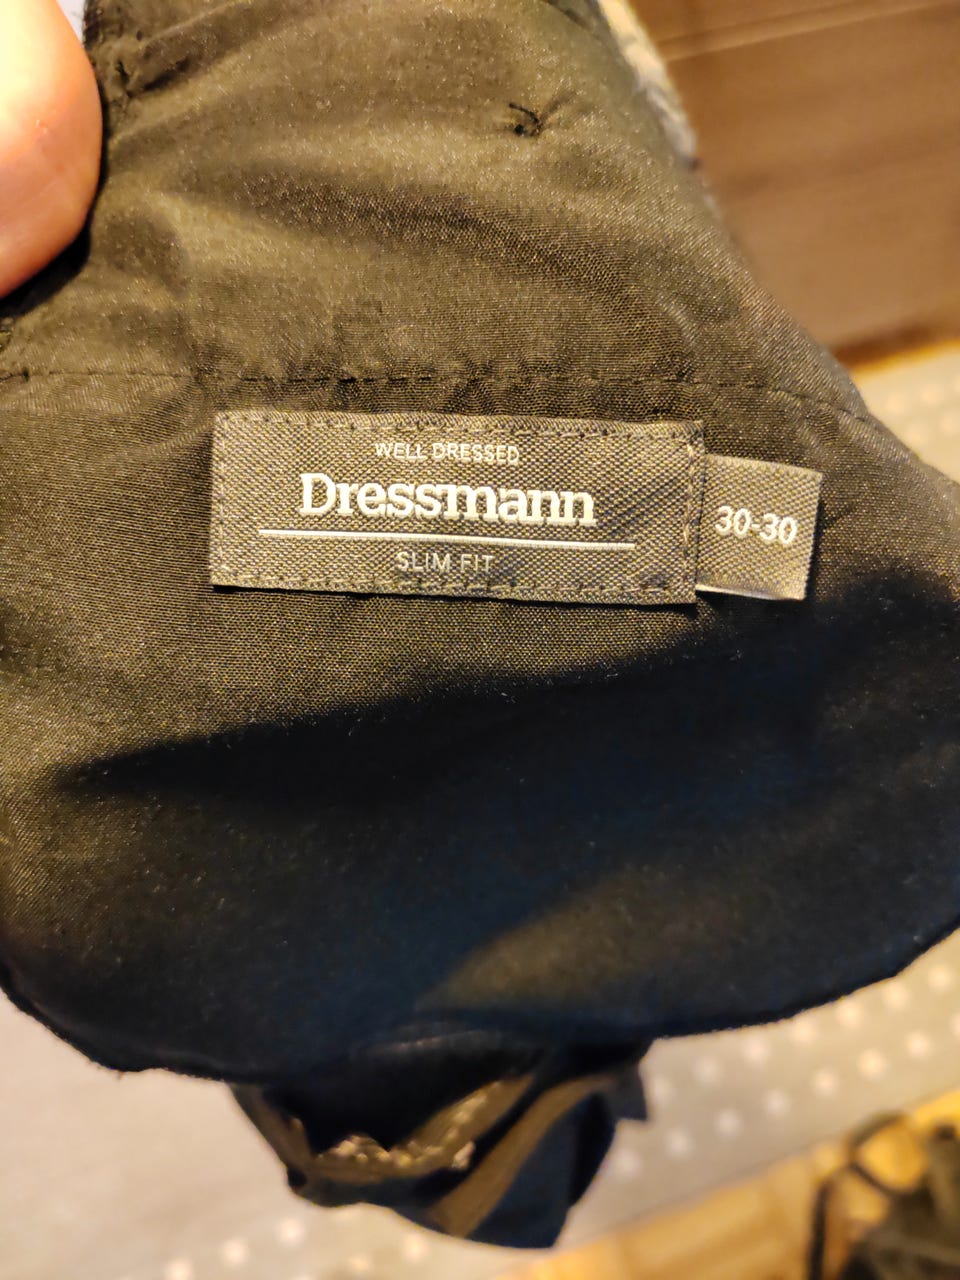 WELL DRESSED
Dressmann
SLIM FIT
30-30